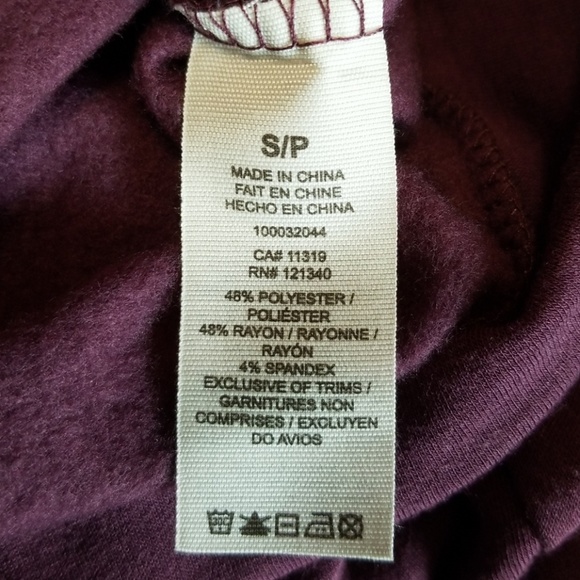 S/P
MADE IN CHINA
FAIT EN CHINE
HECHO EN CHINA
100032044
CA# 11319
RN# 121340
48% POLYESTER /
POLIÉSTER
48% RAYON / RAYONNE /
RAYÓN
4% SPANDEX
EXCLUSIVE OF TRIMS /
GARNITURES NON
COMPRISES / EXCLUYEN
DO AVIOS
30C